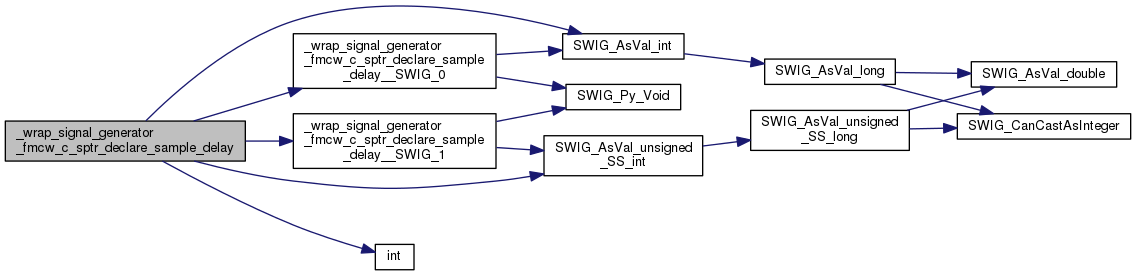 _wrap_signal_generator
_fmcw_c_sptr_declare_sample_delay
_wrap_signal_generator
_fmcw_c_sptr_declare_sample
_delay__SWIG_0
_wrap_signal_generator
_fmcw_c_sptr_declare_sample
_delay__SWIG_1
int
SWIG_AsVal_int
SWIG_Py_Void
SWIG_AsVal_unsigned
_SS_int
SWIG_AsVal_long
SWIG_AsVal_unsigned
_SS_long
SWIG_AsVal_double
SWIG_CanCastAsInteger